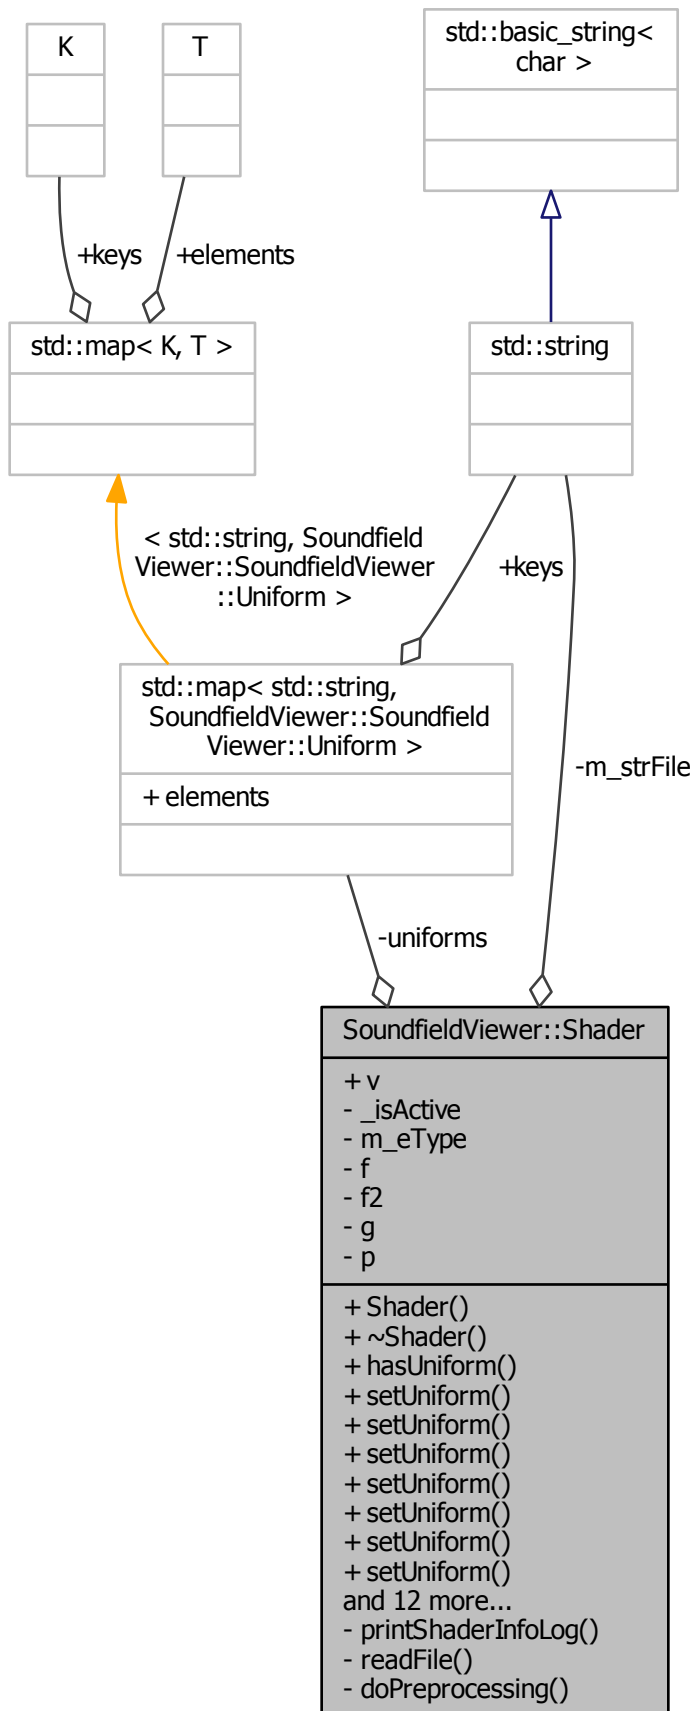 K
T
std::basic_string<
char >
+keys
+elements
std::map< K, T >
std::string
< std::string, Soundfield
Viewer::SoundfieldViewer
::Uniform >
+keys
std::map< std::string,
SoundfieldViewer::Soundfield
Viewer::Uniform >
+ elements
-m_strFile
-uniforms
SoundfieldViewer::Shader
+ v
- _isActive
- m_eType
- f
- f2
- g
- p
+ Shader()
+ ~Shader()
+ hasUniform()
+ setUniform()
+ setUniform()
+ setUniform()
+ setUniform()
+ setUniform()
+ setUniform()
+ setUniform()
and 12 more...
- printShaderInfoLog()
- readFile()
- doPreprocessing()